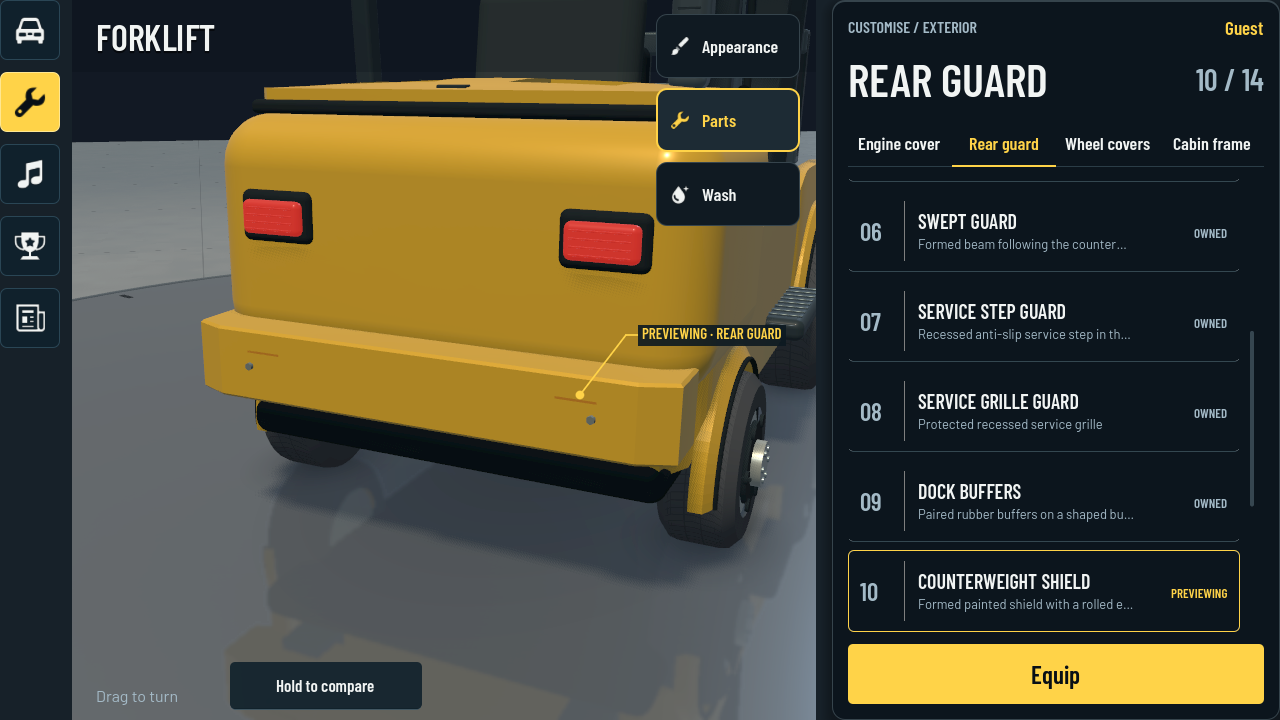 FORKLIFT
Appearance
Parts
Wash
PREVIEWING · REAR GUARD
Drag to turn
Hold to compare
CUSTOMISE / EXTERIOR
Guest
REAR GUARD
10 / 14
Engine cover
Rear guard
Wheel covers
Cabin frame
06
SWEPT GUARD
Formed beam following the counter...
OWNED
07
SERVICE STEP GUARD
Recessed anti-slip service step in th...
OWNED
08
SERVICE GRILLE GUARD
Protected recessed service grille
OWNED
09
DOCK BUFFERS
Paired rubber buffers on a shaped bu...
OWNED
10
COUNTERWEIGHT SHIELD
Formed painted shield with a rolled e...
PREVIEWING
Equip